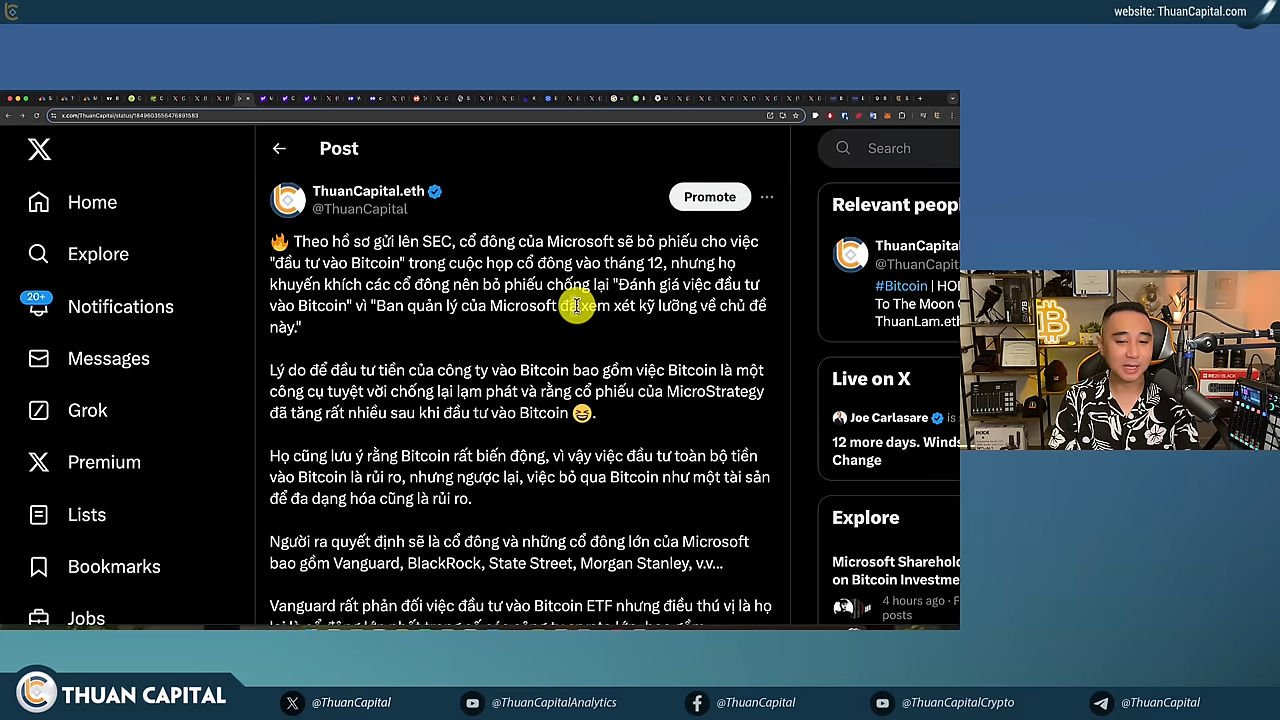 website: ThuanCapital.com
x.com/ThuanCapital/status/1849603556476891583
Post
Search
ThuanCapital.eth
@ThuanCapital
Promote
Home
Explore
20+
Notifications
Messages
Grok
Premium
Lists
Bookmarks
Jobs
🔥 Theo hồ sơ gửi lên SEC, cổ đông của Microsoft sẽ bỏ phiếu cho việc
"đầu tư vào Bitcoin" trong cuộc họp cổ đông vào tháng 12, nhưng họ
khuyến khích các cổ đông nên bỏ phiếu chống lại "Đánh giá việc đầu tư
vào Bitcoin" vì "Ban quản lý của Microsoft đã xem xét kỹ lưỡng về chủ đề
này."
Lý do để đầu tư tiền của công ty vào Bitcoin bao gồm việc Bitcoin là một
công cụ tuyệt vời chống lại lạm phát và rằng cổ phiếu của MicroStrategy
đã tăng rất nhiều sau khi đầu tư vào Bitcoin 😆.
Họ cũng lưu ý rằng Bitcoin rất biến động, vì vậy việc đầu tư toàn bộ tiền
vào Bitcoin là rủi ro, nhưng ngược lại, việc bỏ qua Bitcoin như một tài sản
để đa dạng hóa cũng là rủi ro.
Người ra quyết định sẽ là cổ đông và những cổ đông lớn của Microsoft
bao gồm Vanguard, BlackRock, State Street, Morgan Stanley, v.v...
Vanguard rất phản đối việc đầu tư vào Bitcoin ETF nhưng điều thú vị là họ
Relevant peopl
ThuanCapital
@ThuanCapita
#Bitcoin | HOD
To The Moon
ThuanLam.eth
Live on X
Joe Carlasare
is
12 more days. Winds
Change
Explore
Microsoft Sharehol
on Bitcoin Investme
4 hours ago · F
posts
RE20-BLACK
RODE
THUAN CAPITAL
@ThuanCapital
@ThuanCapitalAnalytics
@ThuanCapital
@ThuanCapitalCrypto
@ThuanCapital